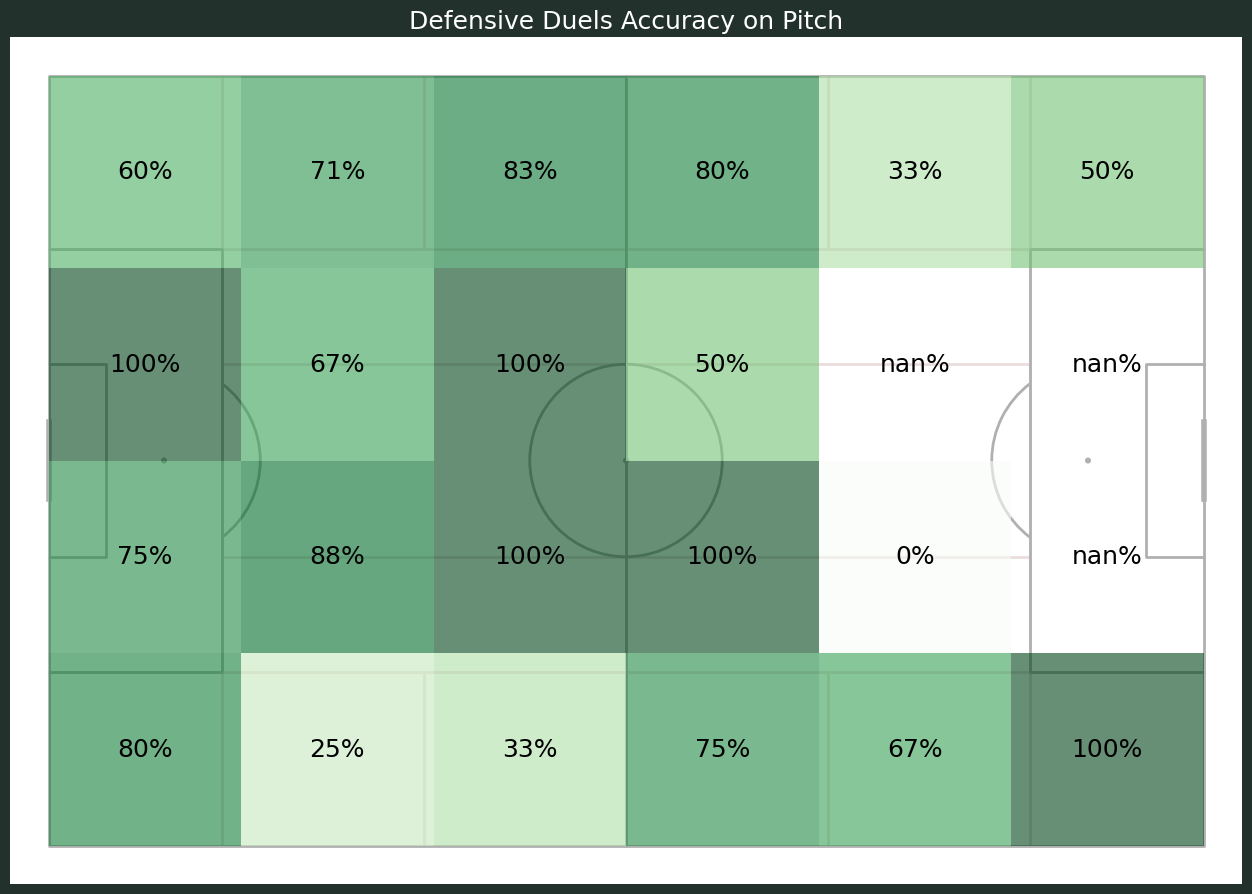 Defensive Duels Accuracy on Pitch
60% 71% 83% 80% 33% 50%
100% 67% 100% 50% nan% nan%
75% 88% 100% 100% 0% nan%
80% 25% 33% 75% 67% 100%